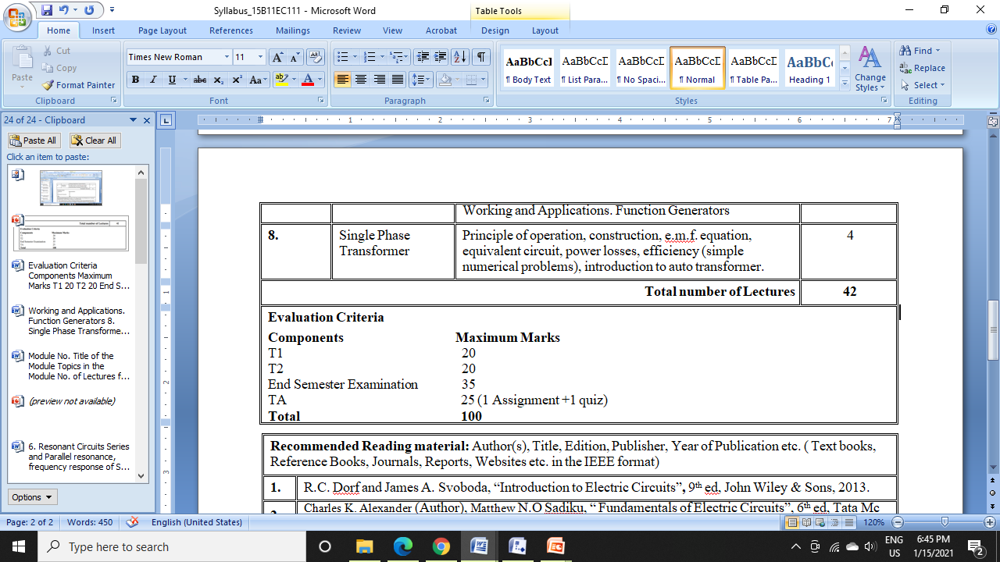 Syllabus_15B11EC111 - Microsoft Word
Table Tools
Home Insert Page Layout References Mailings Review View Acrobat Design Layout
Paste
Cut
Copy
Format Painter
Clipboard
Times New Roman 11
Font
Paragraph
AaBbCcI AaBbCcD AaBbCcD AaBbCcD AaBbCcD AaBbCc
¶ Body Text ¶ List Para... ¶ No Spaci... ¶ Normal ¶ Table Pa... Heading 1
Change Styles
Styles
Find
Replace
Select
Editing
24 of 24 - Clipboard
Paste All Clear All
Click an item to paste:
Evaluation Criteria
Components Maximum
Marks T1 20 T2 20 End S...
Working and Applications.
Function Generators 8.
Single Phase Transforme...
Module No. Title of the
Module Topics in the
Module No. of Lectures f...
(preview not available)
6. Resonant Circuits Series
and Parallel resonance,
frequency response of S...
Options
Working and Applications. Function Generators
8. Single Phase Transformer
Principle of operation, construction, e.m.f. equation,
equivalent circuit, power losses, efficiency (simple
numerical problems), introduction to auto transformer.
4
Total number of Lectures 42
Evaluation Criteria
Components Maximum Marks
T1 20
T2 20
End Semester Examination 35
TA 25 (1 Assignment +1 quiz)
Total 100
Recommended Reading material: Author(s), Title, Edition, Publisher, Year of Publication etc. ( Text books,
Reference Books, Journals, Reports, Websites etc. in the IEEE format)
1. R.C. Dorf and James A. Svoboda, “Introduction to Electric Circuits”, 9th ed, John Wiley & Sons, 2013.
Charles K. Alexander (Author), Matthew N.O Sadiku, “ Fundamentals of Electric Circuits”, 6th ed, Tata Mc
Page: 2 of 2 Words: 450 English (United States) 120%
Type here to search
ENG
US
6:45 PM
1/15/2021
2